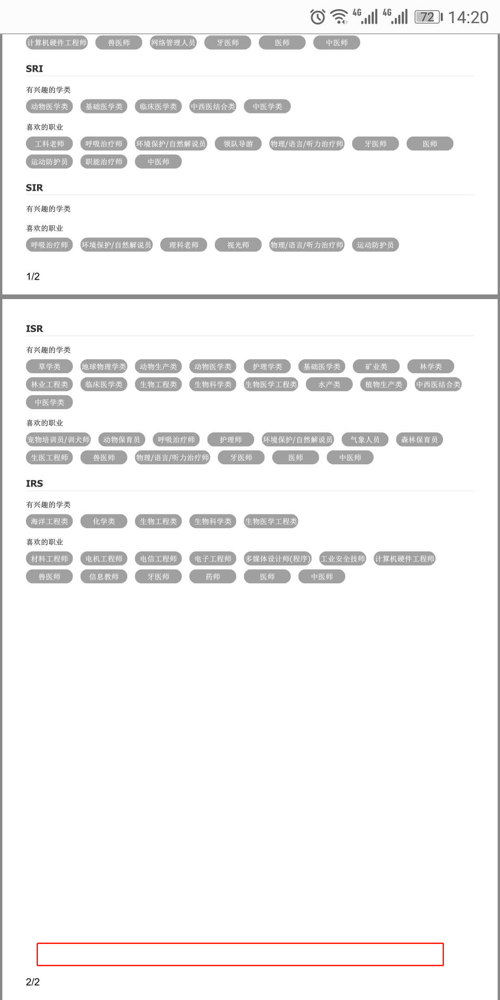 4G 4G 72 14:20
计算机硬件工程师 兽医师 网络管理人员 牙医师 医师 中医师
SRI
有兴趣的学类
动物医学类 基础医学类 临床医学类 中西医结合类 中医学类
喜欢的职业
工科老师 呼吸治疗师 环境保护/自然解说员 领队导游 物理/语言/听力治疗师 牙医师 医师
运动防护员 职能治疗师 中医师
SIR
有兴趣的学类
喜欢的职业
呼吸治疗师 环境保护/自然解说员 理科老师 视光师 物理/语言/听力治疗师 运动防护员
1/2
ISR
有兴趣的学类
草学类 地球物理学类 动物生产类 动物医学类 护理学类 基础医学类 矿业类 林学类
林业工程类 临床医学类 生物工程类 生物科学类 生物医学工程类 水产类 植物生产类 中西医结合类
中医学类
喜欢的职业
宠物培训员/训犬师 动物保育员 呼吸治疗师 护理师 环境保护/自然解说员 气象人员 森林保育员
生医工程师 兽医师 物理/语言/听力治疗师 牙医师 医师 中医师
IRS
有兴趣的学类
海洋工程类 化学类 生物工程类 生物科学类 生物医学工程类
喜欢的职业
材料工程师 电机工程师 电信工程师 电子工程师 多媒体设计师(程序) 工业安全技师 计算机硬件工程师
兽医师 信息教师 牙医师 药师 医师 中医师
2/2